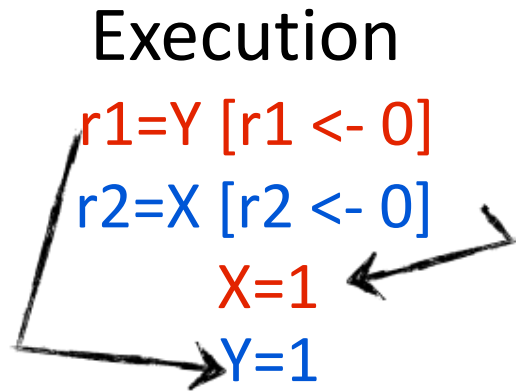 Execution
r1=Y [r1 <- 0]
r2=X [r2 <- 0]
X=1
Y=1